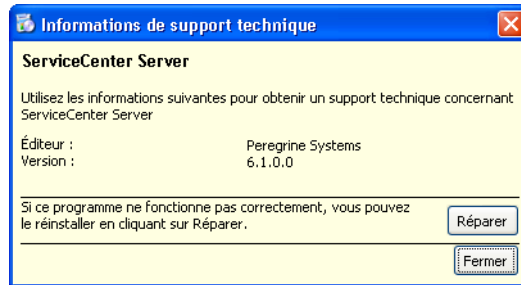 Informations de support technique
ServiceCenter Server
Utilisez les informations suivantes pour obtenir un support technique concernant
ServiceCenter Server
Éditeur : Peregrine Systems
Version : 6.1.0.0
Si ce programme ne fonctionne pas correctement, vous pouvez
le réinstaller en cliquant sur Réparer.
Réparer
Fermer